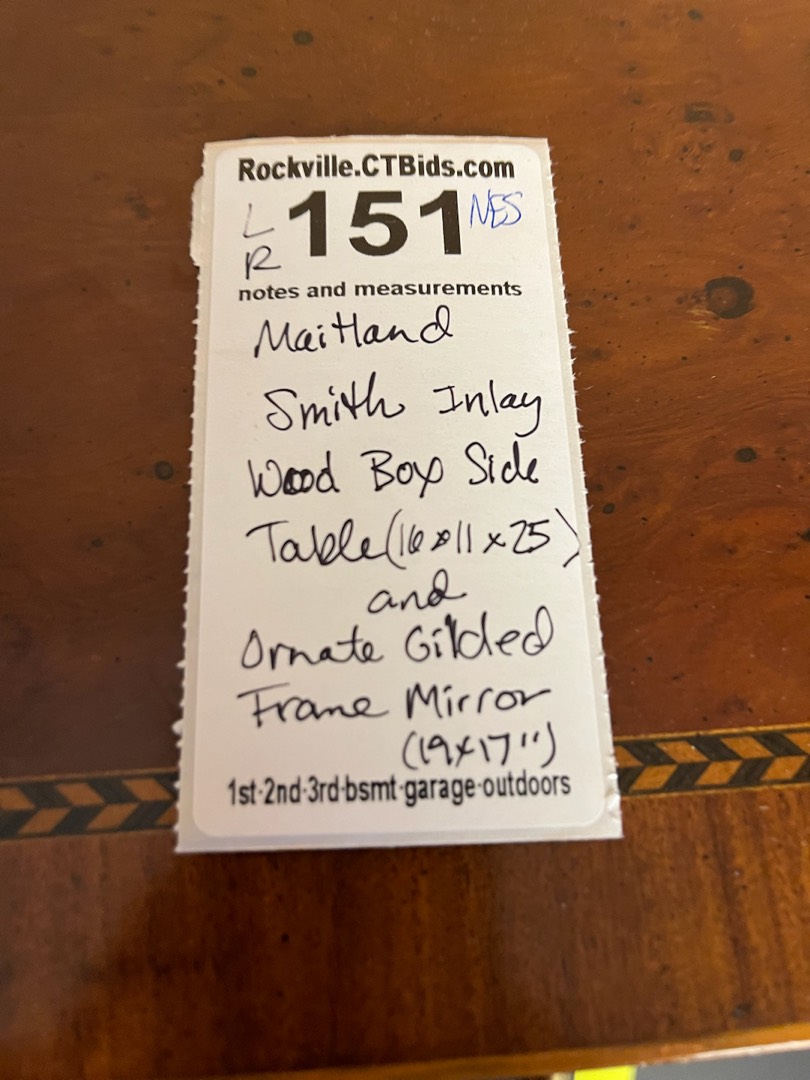 Rockville.CTBids.com
L 151 NES
R
notes and measurements
Maitland
Smith Inlay
Wood Box Side
Table (16x11x25)
and
Ornate Gilded
Frame Mirror
(19x17")
1st·2nd·3rd·bsmt·garage·outdoors